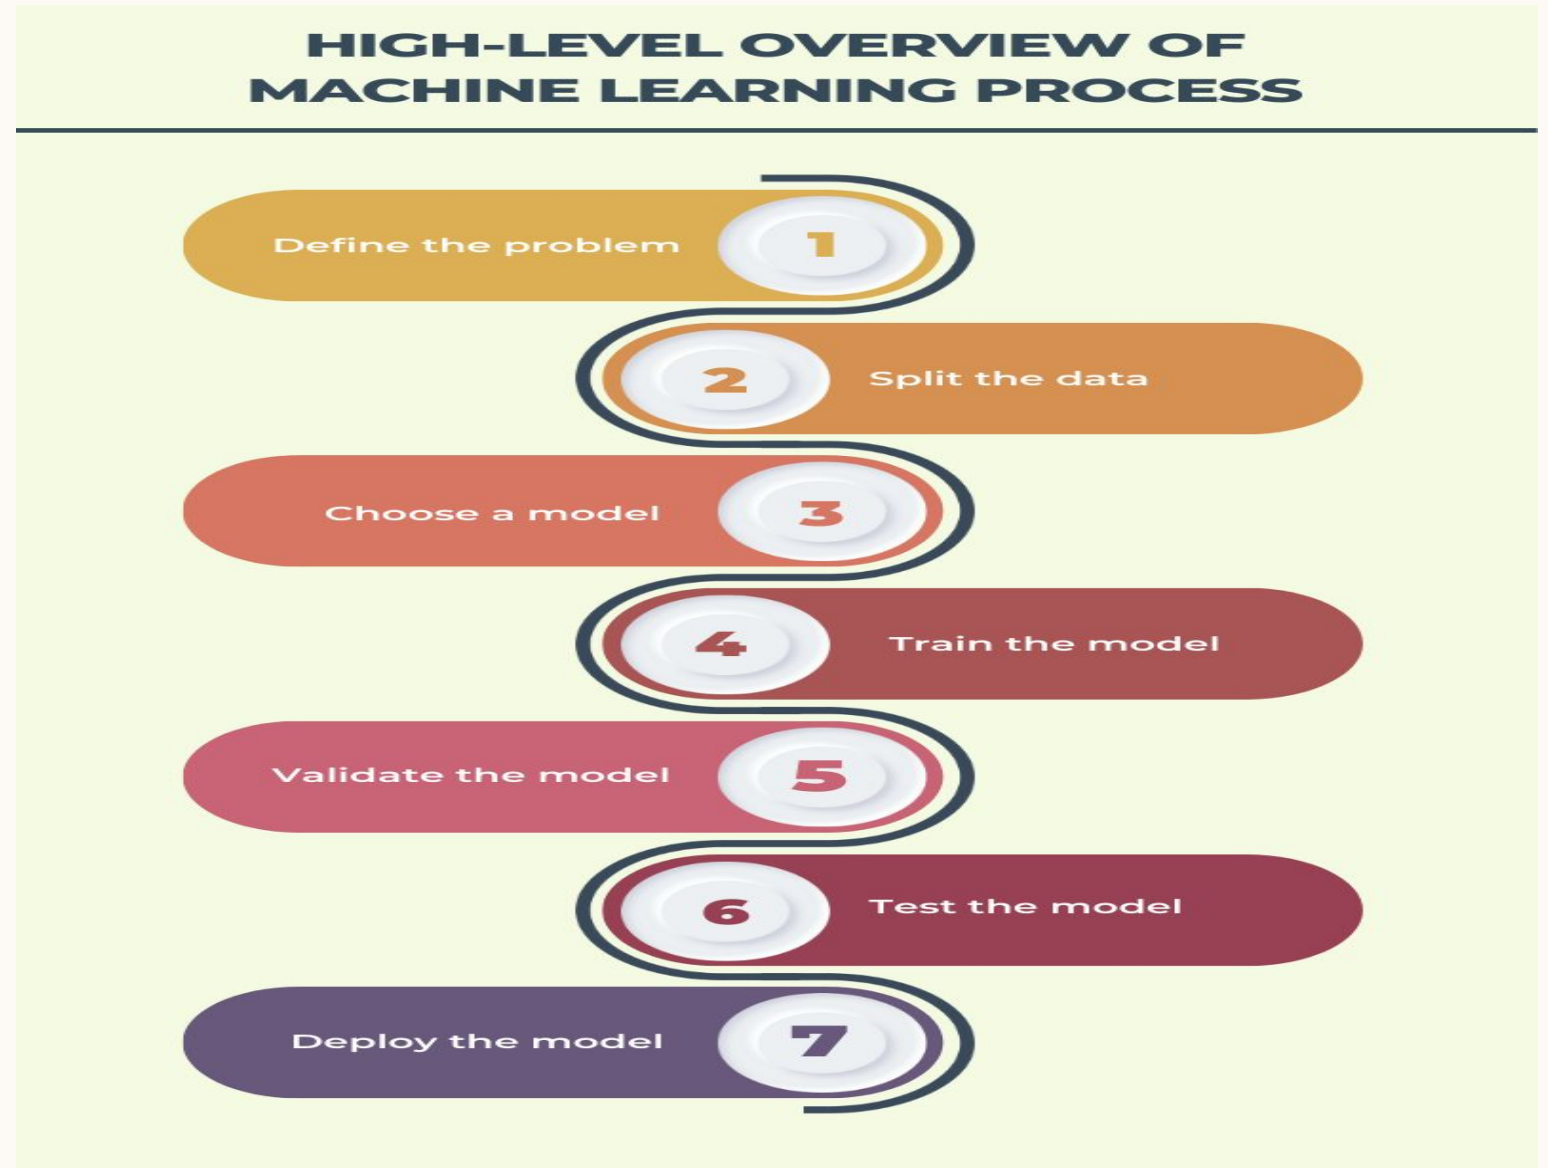 HIGH-LEVEL OVERVIEW OF
MACHINE LEARNING PROCESS
Define the problem 1
2 Split the data
Choose a model 3
4 Train the model
Validate the model 5
6 Test the model
Deploy the model 7